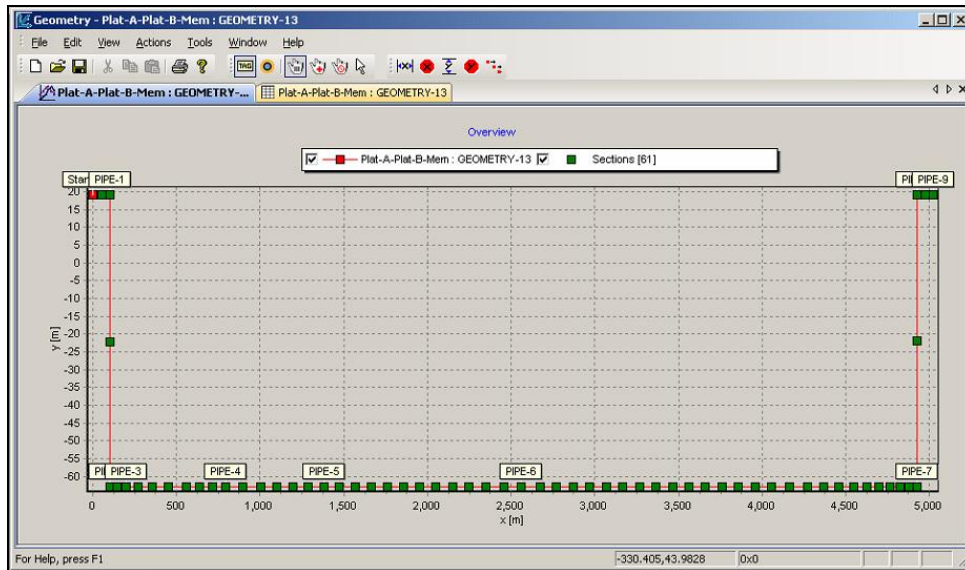 Geometry - Plat-A-Plat-B-Mem : GEOMETRY-13
File Edit View Actions Tools Window Help
TAG
Plat-A-Plat-B-Mem : GEOMETRY-... Plat-A-Plat-B-Mem : GEOMETRY-13
Overview
Plat-A-Plat-B-Mem : GEOMETRY-13 Sections [61]
Star PIPE-1 PII PIPE-9
20
15
10
5
0
-5
-10
-15
-20
-25
-30
-35
-40
-45
-50
-55
-60
y [m]
PII PIPE-3 PIPE-4 PIPE-5 PIPE-6 PIPE-7
0 500 1,000 1,500 2,000 2,500 3,000 3,500 4,000 4,500 5,000
x [m]
For Help, press F1 -330.405,43.9828 0x0